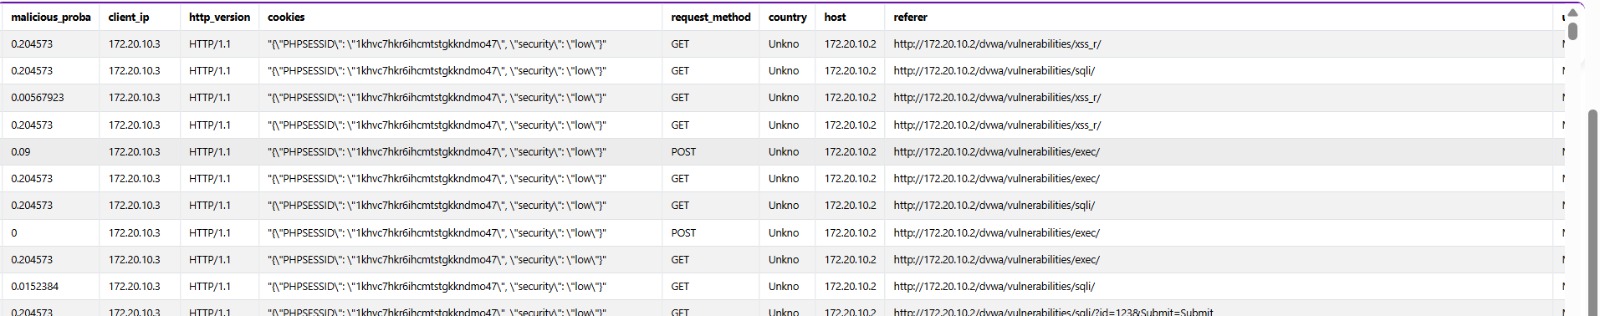 malicious_proba client_ip http_version cookies request_method country host referer
0.204573 172.20.10.3 HTTP/1.1 "{\"PHPSESSID\": \"1khvc7hkr6ihcmtstgkkndmo47\", \"security\": \"low\"}" GET Unkno 172.20.10.2 http://172.20.10.2/dvwa/vulnerabilities/xss_r/
0.204573 172.20.10.3 HTTP/1.1 "{\"PHPSESSID\": \"1khvc7hkr6ihcmtstgkkndmo47\", \"security\": \"low\"}" GET Unkno 172.20.10.2 http://172.20.10.2/dvwa/vulnerabilities/sqli/
0.00567923 172.20.10.3 HTTP/1.1 "{\"PHPSESSID\": \"1khvc7hkr6ihcmtstgkkndmo47\", \"security\": \"low\"}" GET Unkno 172.20.10.2 http://172.20.10.2/dvwa/vulnerabilities/xss_r/
0.204573 172.20.10.3 HTTP/1.1 "{\"PHPSESSID\": \"1khvc7hkr6ihcmtstgkkndmo47\", \"security\": \"low\"}" GET Unkno 172.20.10.2 http://172.20.10.2/dvwa/vulnerabilities/xss_r/
0.09 172.20.10.3 HTTP/1.1 "{\"PHPSESSID\": \"1khvc7hkr6ihcmtstgkkndmo47\", \"security\": \"low\"}" POST Unkno 172.20.10.2 http://172.20.10.2/dvwa/vulnerabilities/exec/
0.204573 172.20.10.3 HTTP/1.1 "{\"PHPSESSID\": \"1khvc7hkr6ihcmtstgkkndmo47\", \"security\": \"low\"}" GET Unkno 172.20.10.2 http://172.20.10.2/dvwa/vulnerabilities/exec/
0.204573 172.20.10.3 HTTP/1.1 "{\"PHPSESSID\": \"1khvc7hkr6ihcmtstgkkndmo47\", \"security\": \"low\"}" GET Unkno 172.20.10.2 http://172.20.10.2/dvwa/vulnerabilities/sqli/
0 172.20.10.3 HTTP/1.1 "{\"PHPSESSID\": \"1khvc7hkr6ihcmtstgkkndmo47\", \"security\": \"low\"}" POST Unkno 172.20.10.2 http://172.20.10.2/dvwa/vulnerabilities/exec/
0.204573 172.20.10.3 HTTP/1.1 "{\"PHPSESSID\": \"1khvc7hkr6ihcmtstgkkndmo47\", \"security\": \"low\"}" GET Unkno 172.20.10.2 http://172.20.10.2/dvwa/vulnerabilities/exec/
0.0152384 172.20.10.3 HTTP/1.1 "{\"PHPSESSID\": \"1khvc7hkr6ihcmtstgkkndmo47\", \"security\": \"low\"}" GET Unkno 172.20.10.2 http://172.20.10.2/dvwa/vulnerabilities/sqli/
0.204573 172.20.10.3 HTTP/1.1 "{\"PHPSESSID\": \"1khvc7hkr6ihcmtstgkkndmo47\", \"security\": \"low\"}" GET Unkno 172.20.10.2 http://172.20.10.2/dvwa/vulnerabilities/sqli/?id=123&Submit=Submit